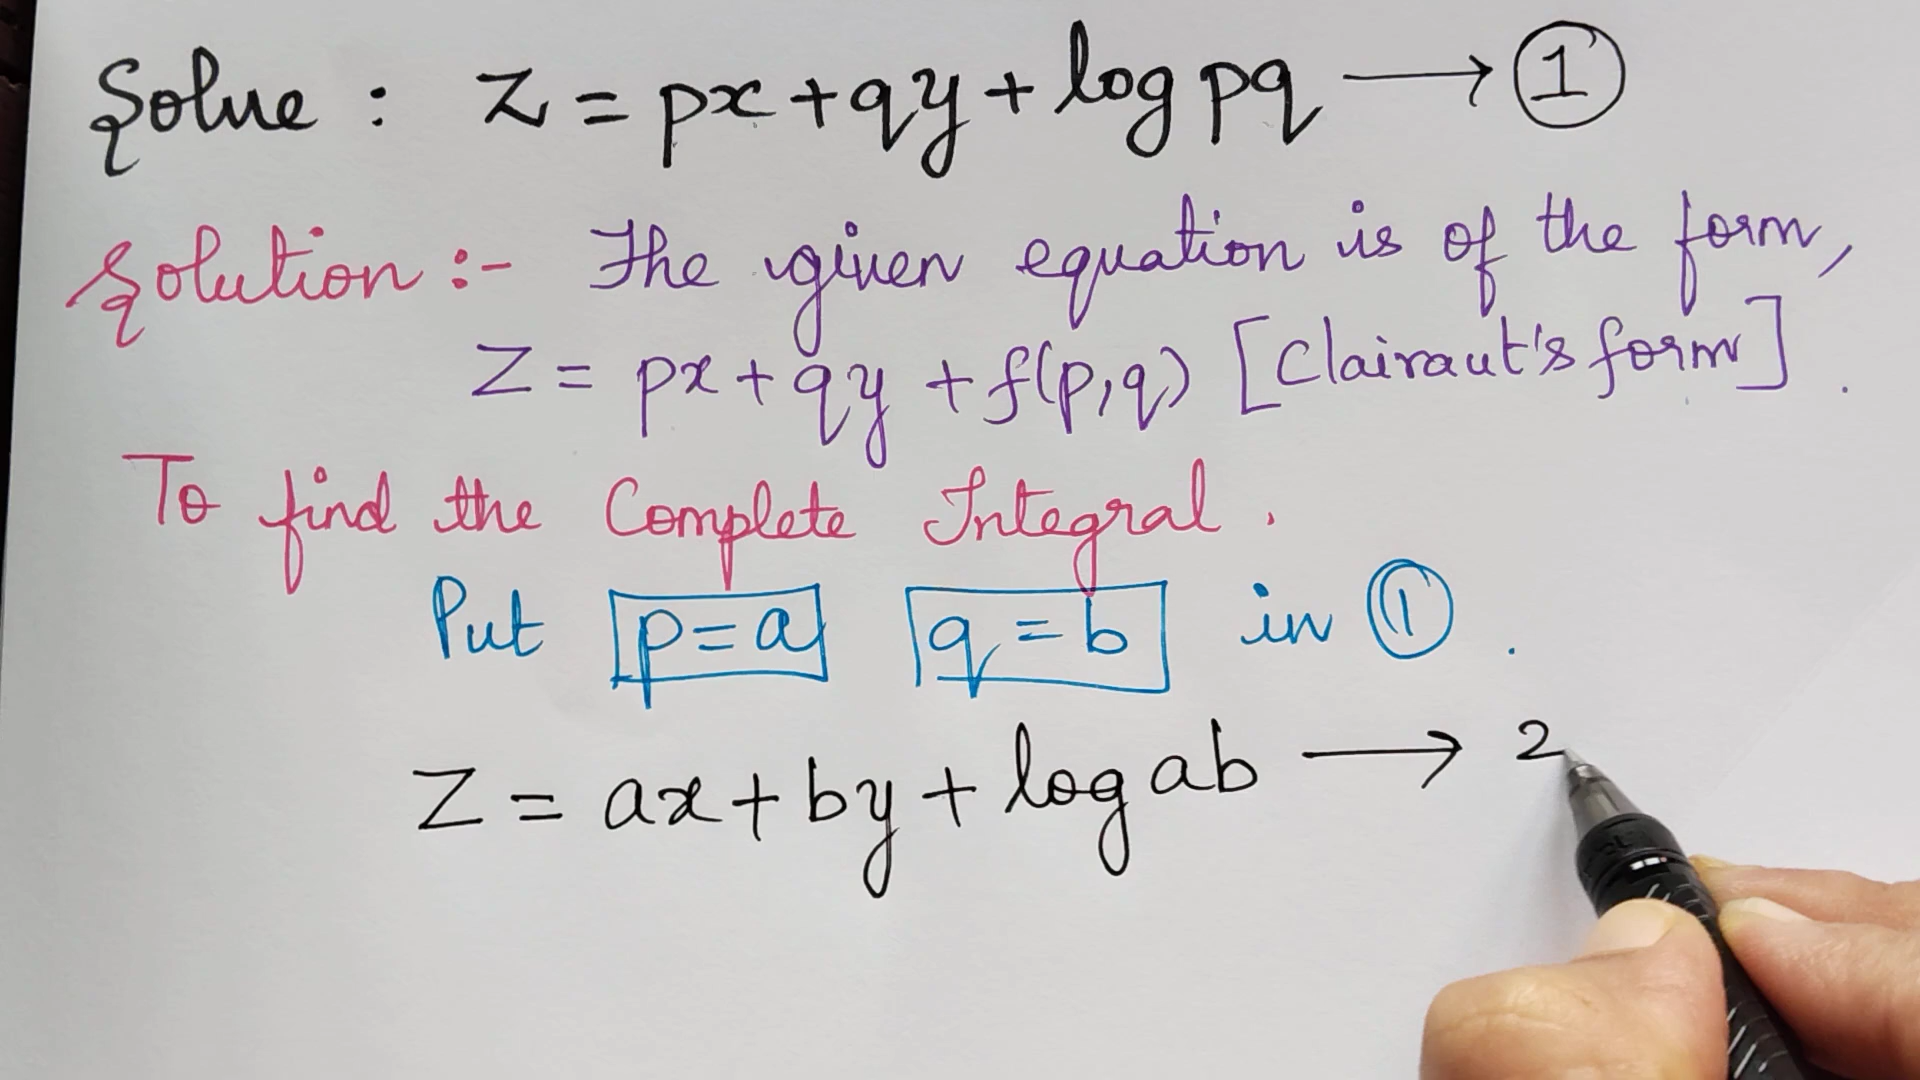 Solve : Z = px + qy + log pq → ①
Solution :- The given equation is of the form,
Z = px + qy + f(p,q) [Clairaut's form].
To find the Complete Integral.
Put p=a q=b in ①.
Z = ax + by + log ab → 2